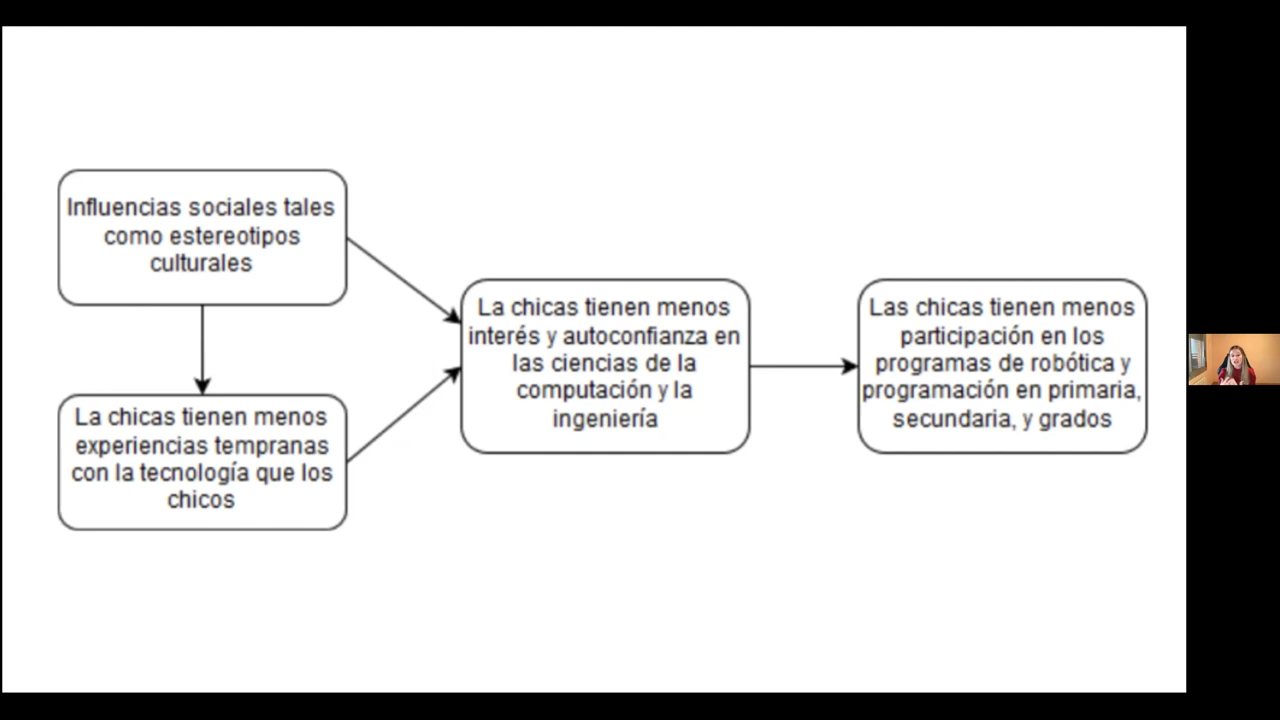 Influencias sociales tales
como estereotipos
culturales
La chicas tienen menos
experiencias tempranas
con la tecnología que los
chicos
La chicas tienen menos
interés y autoconfianza en
las ciencias de la
computación y la
ingeniería
Las chicas tienen menos
participación en los
programas de robótica y
programación en primaria,
secundaria, y grados